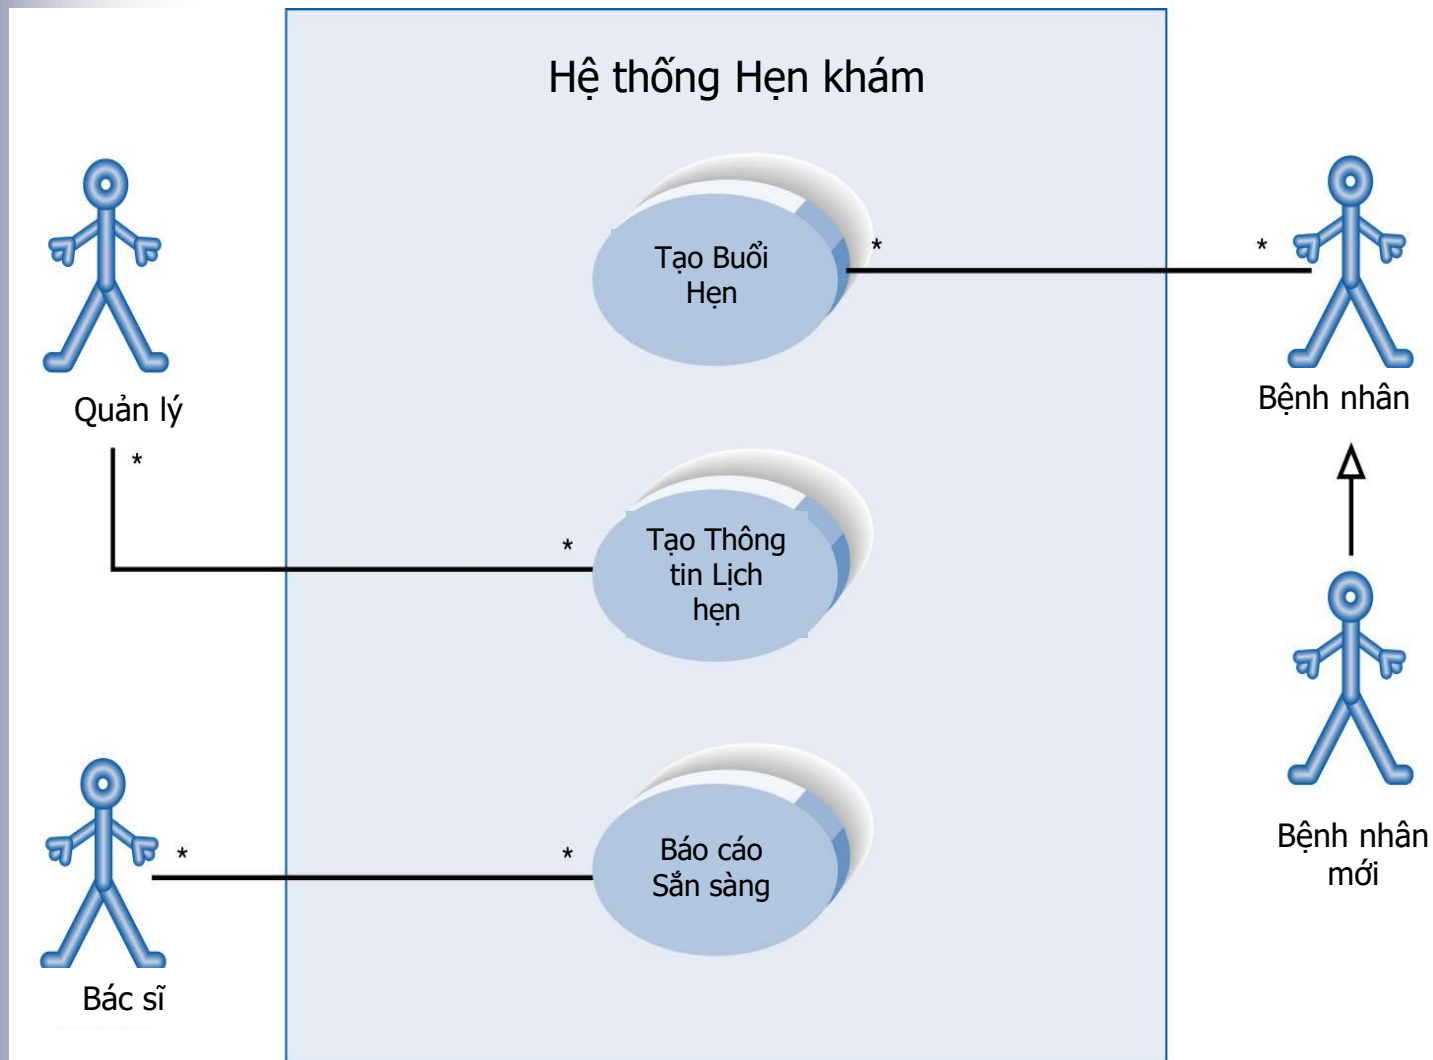 Hệ thống Hẹn khám
Tạo Buổi
Hẹn
*
*
Quản lý
Bệnh nhân
*
*
Tạo Thông
tin Lịch
hẹn
*
*
Báo cáo
Sắn sàng
Bệnh nhân
mới
Bác sĩ